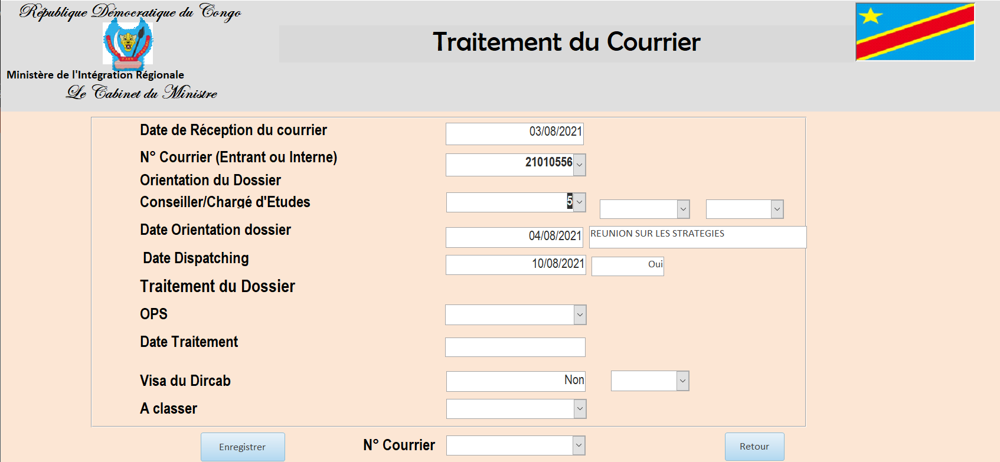 République Démocratique du Congo
Traitement du Courrier
Ministère de l'Intégration Régionale
Le Cabinet du Ministre
Date de Réception du courrier 03/08/2021
N° Courrier (Entrant ou Interne) 21010556
Orientation du Dossier
Conseiller/Chargé d'Etudes 5
Date Orientation dossier 04/08/2021 REUNION SUR LES STRATEGIES
Date Dispatching 10/08/2021 Oui
Traitement du Dossier
OPS
Date Traitement
Visa du Dircab Non
A classer
Enregistrer N° Courrier Retour